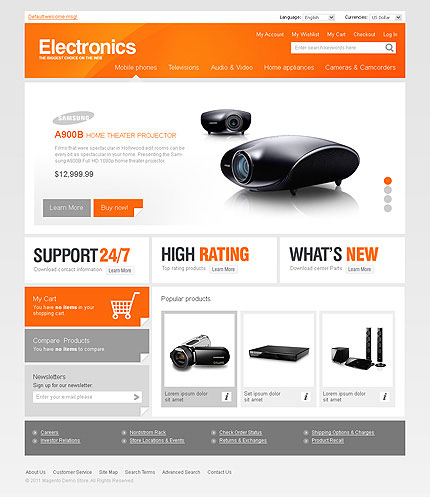 Default welcome msg!
Language: English
Currencies: US Dollar
Electronics
THE BIGGEST CHOICE ON THE WEB
My Account My Wishlist My Cart Checkout Log In
Enter search keywords here
Mobile phones Televisions Audio & Video Home appliances Cameras & Camcorders
SAMSUNG
A900B HOME THEATER PROJECTOR
Films that were spectacular in Hollywood edit rooms can be
even bit as spectacular in your home. Presenting the Sam
sung A900B Full HD 1080p home theater projector.
$12,999.99
Learn More Buy now!
SUPPORT 24/7
Download contact information. Learn More
HIGH RATING
Top rating products Learn More
WHAT'S NEW
Download center Parts Learn More
My Cart
You have no items in your
shopping cart.
Compare Products
You have no items to compare
Newsletters
Sign up for our newsletter:
Enter your e-mail please
Popular products
Lorem ipsum dolor
sit amet
Set ipsum dolor
sit amet
Lorem ipsum dolor
sit amet
Careers
Investor Relations
Nordstrom Rack
Store Locations & Events
Check Order Status
Returns & Exchanges
Shipping Options & Charges
Product Recall
About Us Customer Service Site Map Search Terms Advanced Search Contact Us
© 2011 Magento Demo Store. All Rights Reserved.